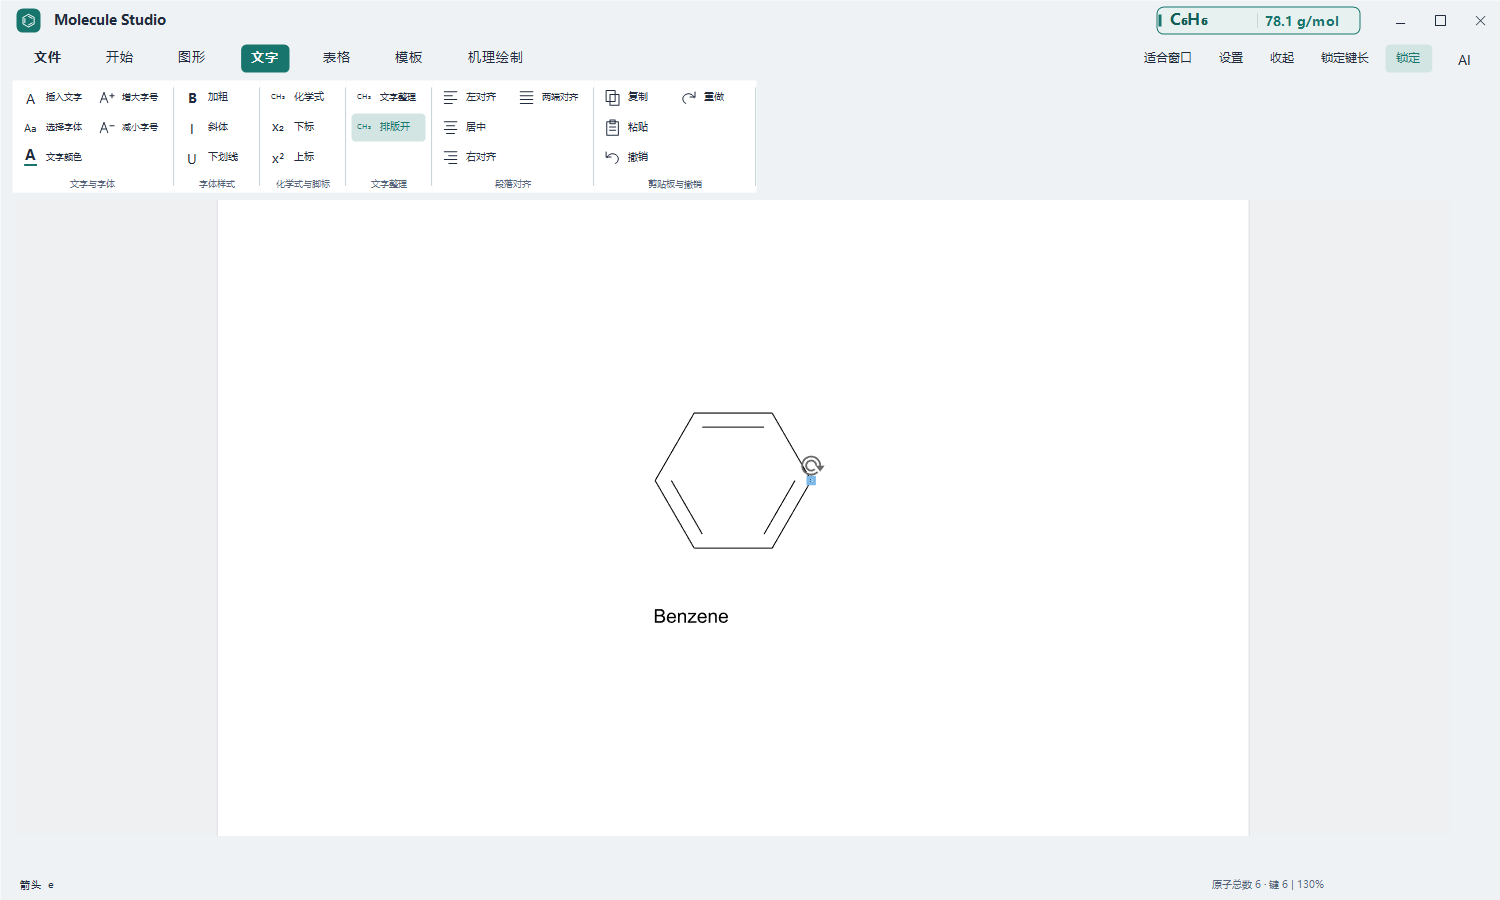 Molecule Studio
C₆H₆ 78.1 g/mol
文件 开始 图形 文字 表格 模板 机理绘制 适合窗口 设置 收起 锁定键长 锁定 AI
A 插入文字 A⁺ 增大字号 B 加粗 CH₃ 化学式 CH₃ 文字整理 左对齐 两端对齐 复制 重做
Aa 选择字体 A⁻ 减小字号 I 斜体 X₂ 下标 CH₃ 排版开 居中 粘贴
A 文字颜色 U 下划线 X² 上标 右对齐 撤销
文字与字体 字体样式 化学式与脚标 文字整理 段落对齐 剪贴板与撤销
Benzene
箭头 e 原子总数 6 · 键 6 | 130%